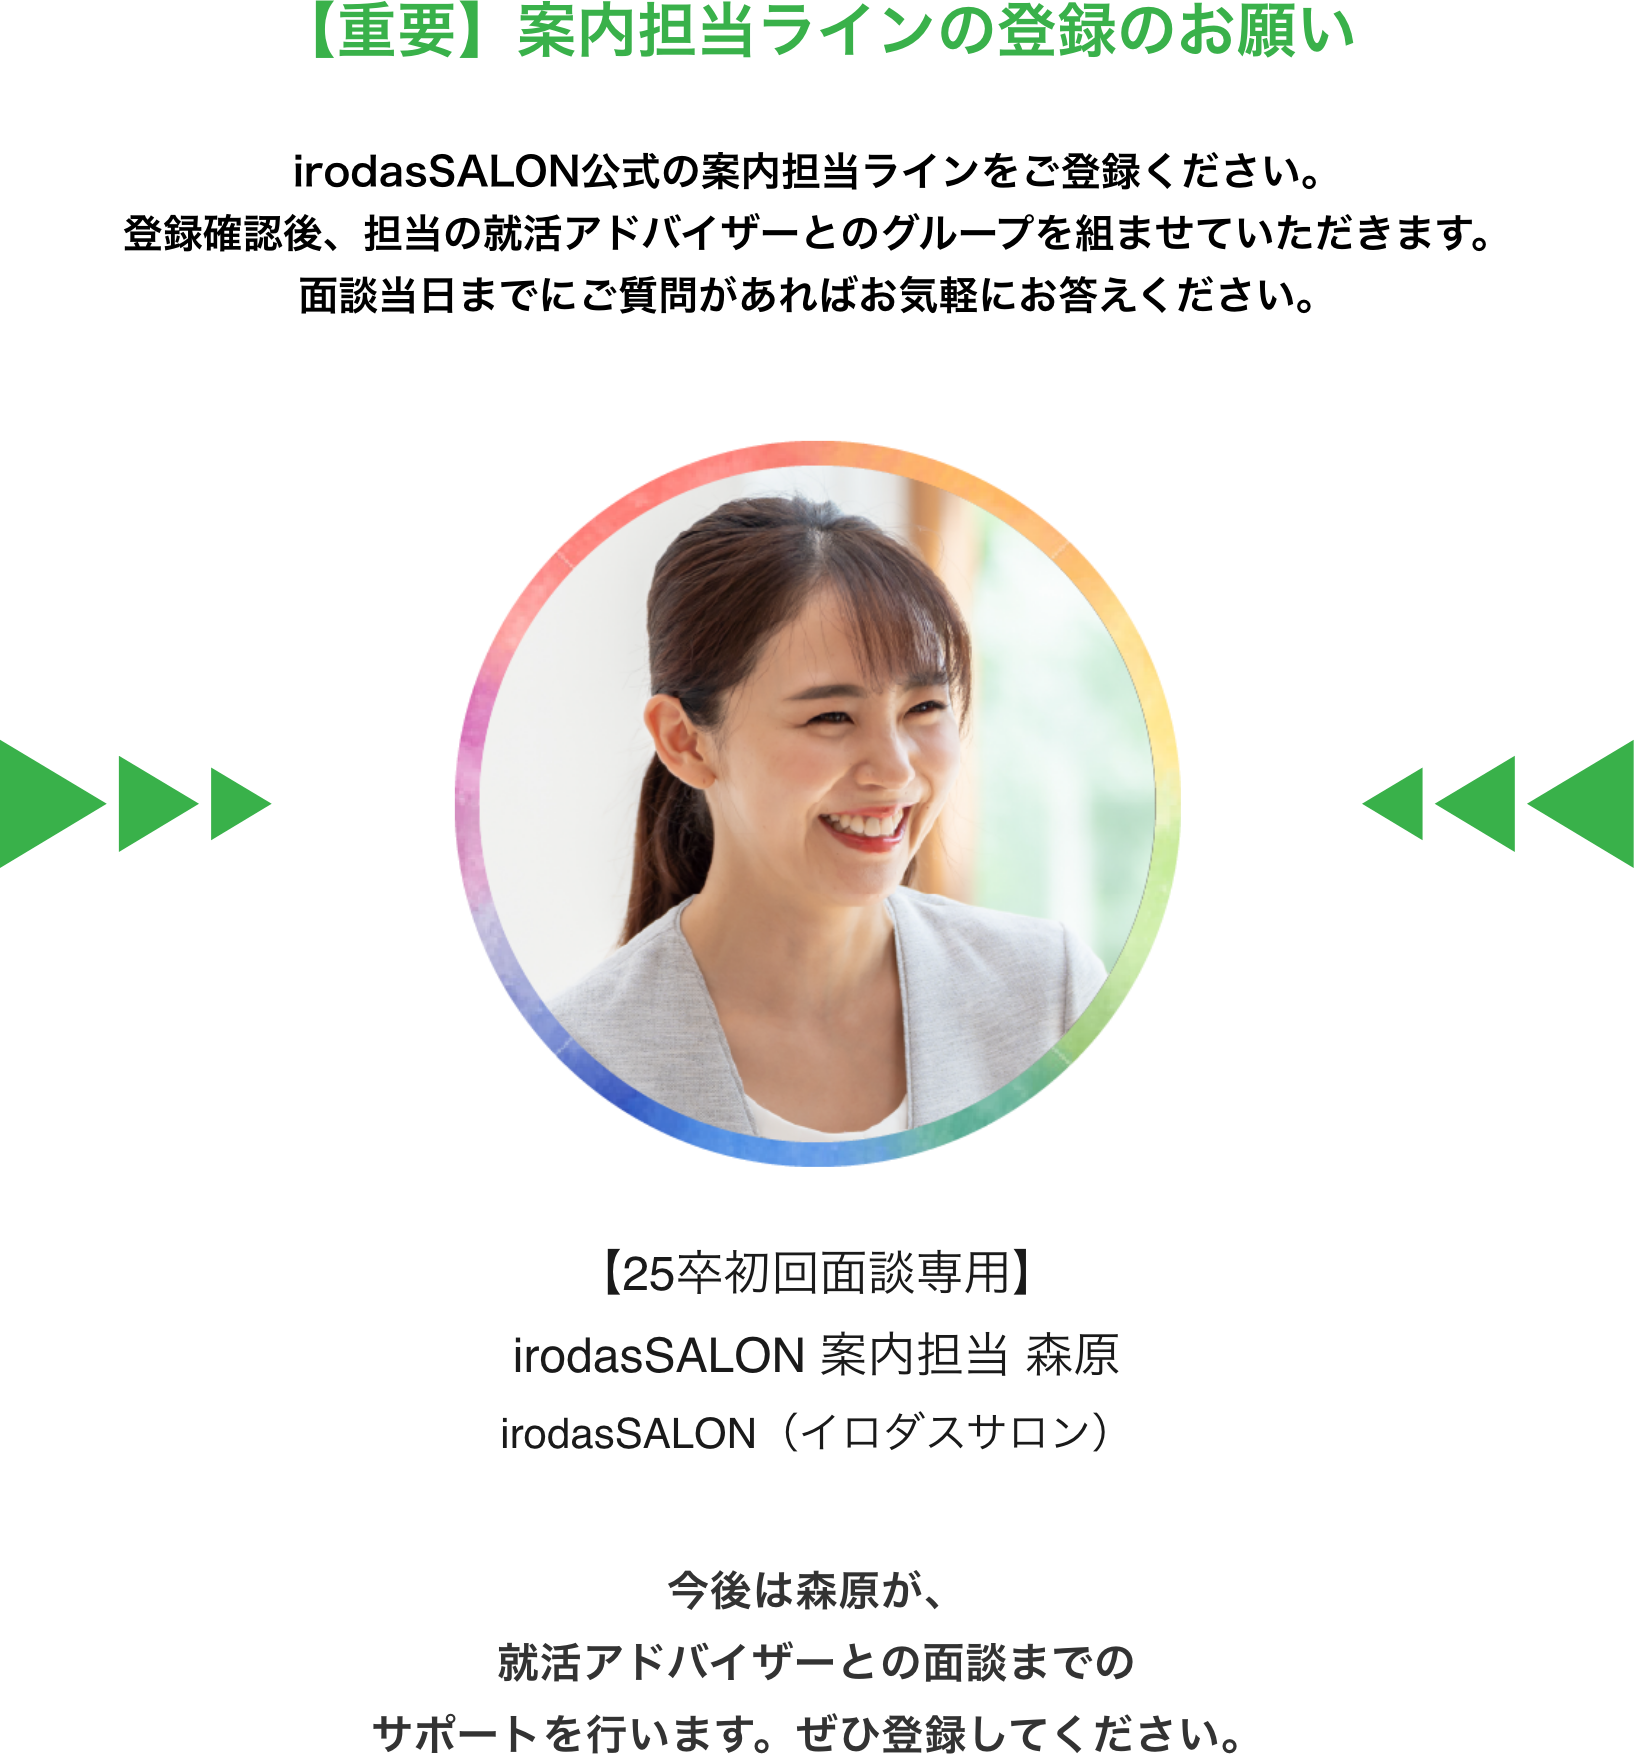 【重要】案内担当ラインの登録のお願い
irodasSALON公式の案内担当ラインをご登録ください。
登録確認後、担当の就活アドバイザーとのグループを組ませていただきます。
面談当日までにご質問があればお気軽にお答えください。
【25卒初回面談専用】
irodasSALON 案内担当 森原
irodasSALON（イロダスサロン）
今後は森原が、
就活アドバイザーとの面談までの
サポートを行います。ぜひ登録してください。